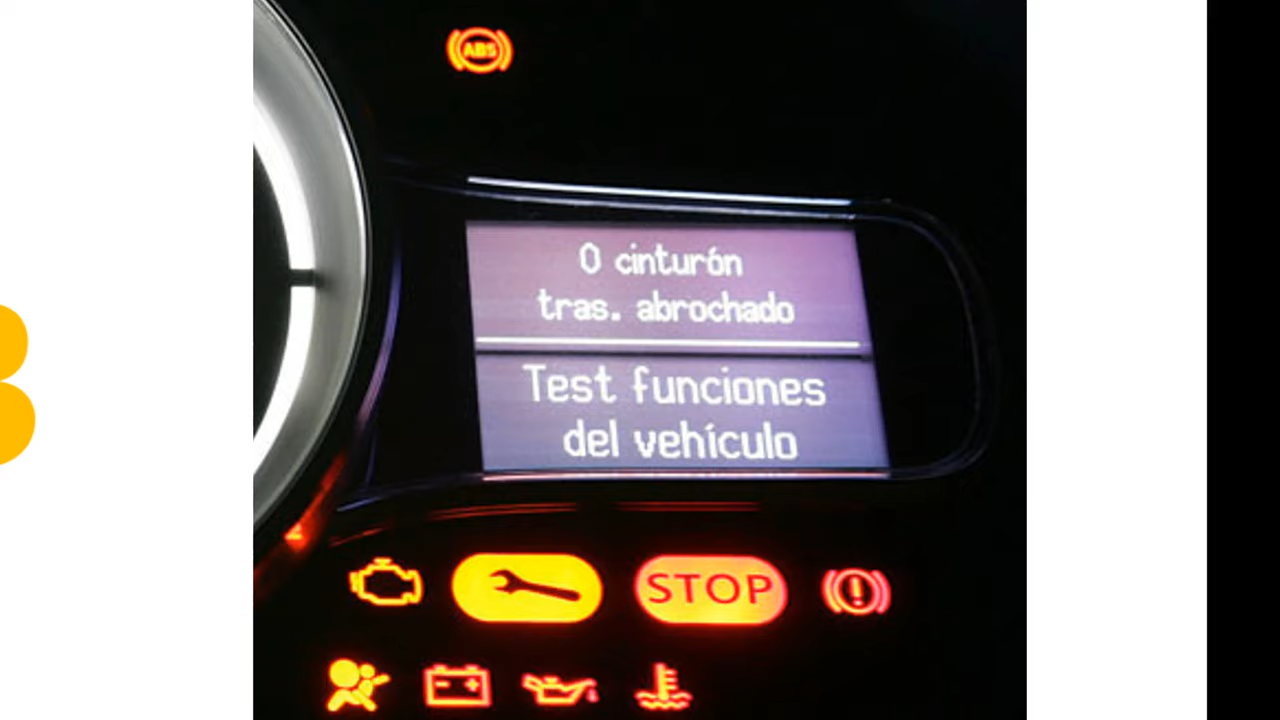 ABS
0 cinturón
tras. abrochado
Test funciones
del vehículo
STOP